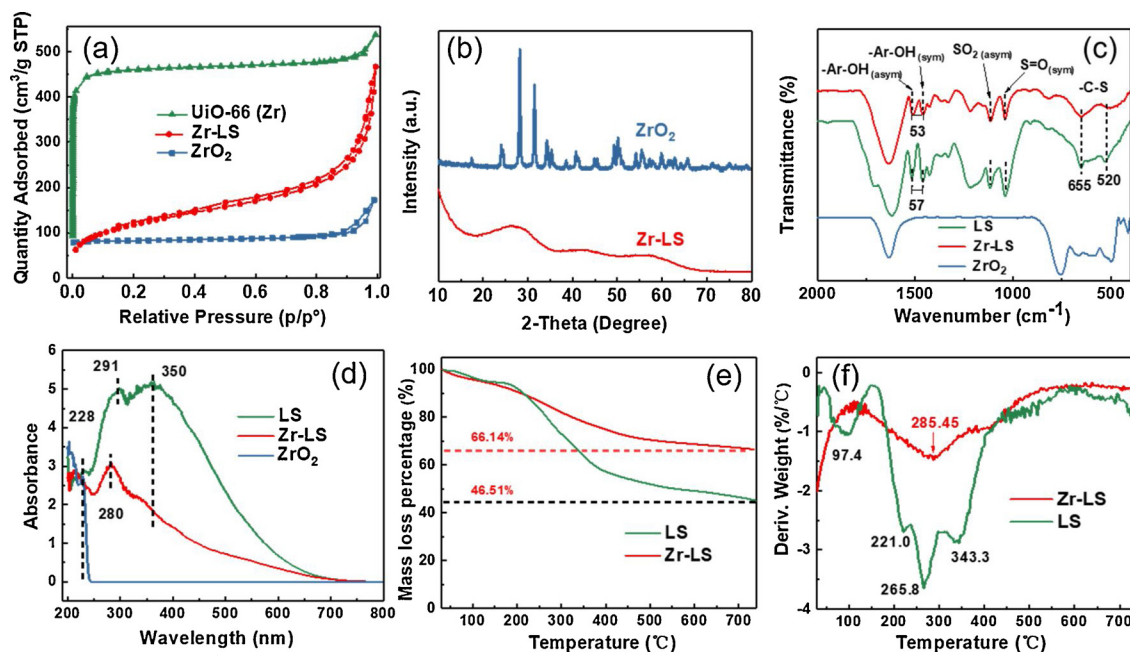 (a)
Quantity Adsorbed (cm³/g STP)
500
400
300
200
100
0
UiO-66 (Zr)
Zr-LS
ZrO₂
0.0 0.2 0.4 0.6 0.8 1.0
Relative Pressure (p/p°)
(b)
Intensity (a.u.)
ZrO₂
Zr-LS
10 20 30 40 50 60 70 80
2-Theta (Degree)
(c)
Transmittance (%)
-Ar-OH(asym)
-Ar-OH(sym)
SO₂ (asym)
S=O(sym)
-C-S
53
57
655
520
LS
Zr-LS
ZrO₂
2000 1500 1000 500
Wavenumber (cm⁻¹)
(d)
Absorbance
6
5
4
3
2
1
0
228
291
350
280
LS
Zr-LS
ZrO₂
200 300 400 500 600 700 800
Wavelength (nm)
(e)
Mass loss percentage (%)
100
90
80
70
60
50
40
30
20
10
0
66.14%
46.51%
LS
Zr-LS
100 200 300 400 500 600 700
Temperature (℃)
(f)
Deriv. Weight (%/℃)
0
-1
-2
-3
-4
97.4
285.45
221.0
265.8
343.3
Zr-LS
LS
100 200 300 400 500 600 700
Temperature (℃)